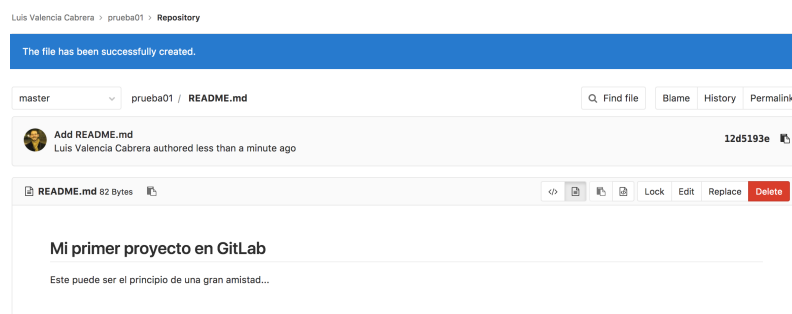 Luis Valencia Cabrera > prueba01 > Repository
The file has been successfully created.
master prueba01 / README.md Find file Blame History Permalink
Add README.md
Luis Valencia Cabrera authored less than a minute ago 12d5193e
README.md 82 Bytes </> Lock Edit Replace Delete
Mi primer proyecto en GitLab
Este puede ser el principio de una gran amistad...